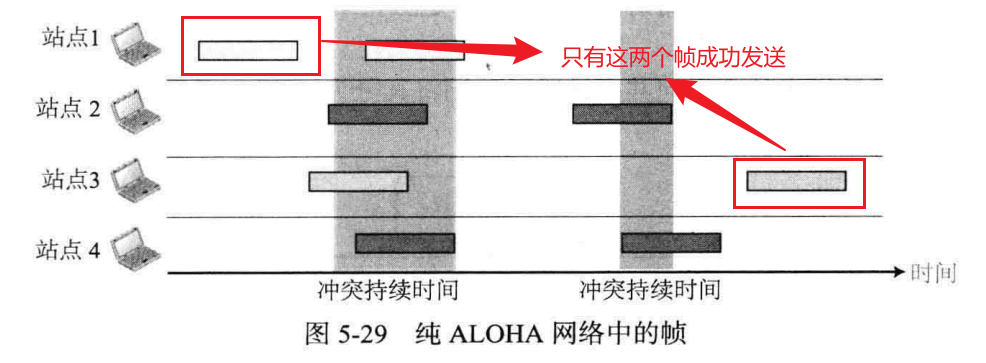 站点1
只有这两个帧成功发送
站点 2
站点3
站点 4
时间
冲突持续时间 冲突持续时间
图 5-29 纯 ALOHA 网络中的帧